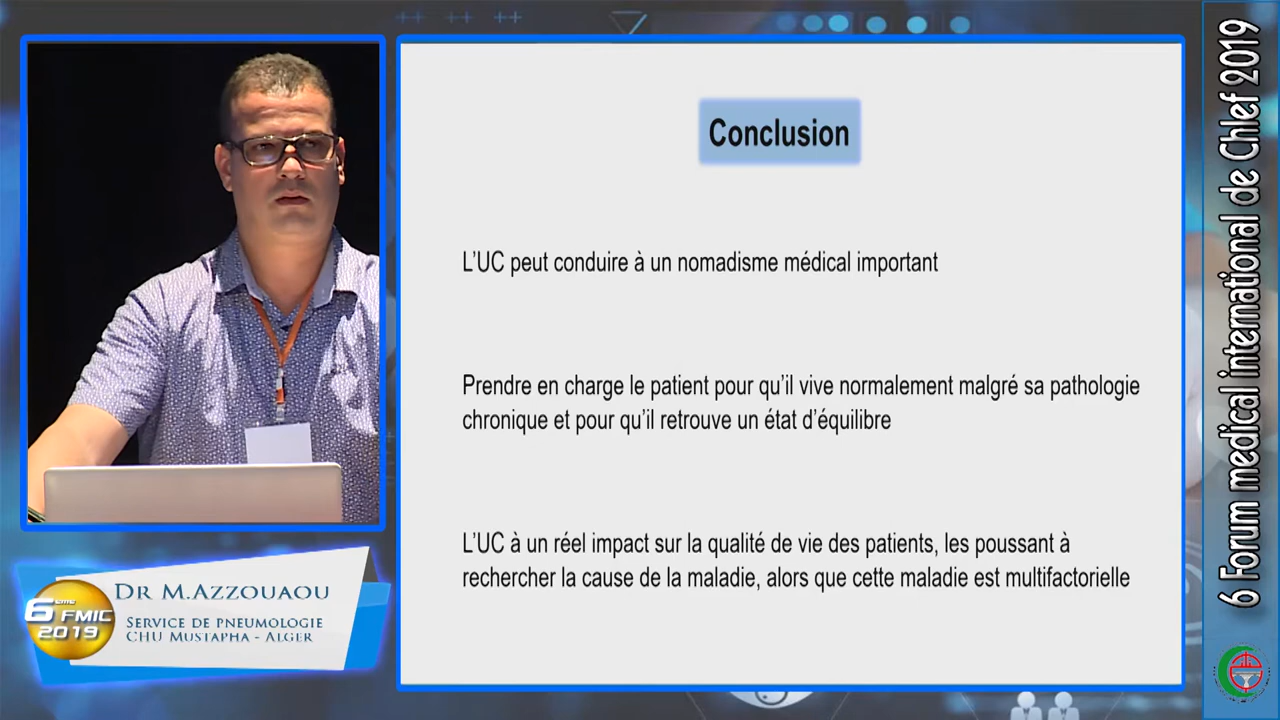 Conclusion
L'UC peut conduire à un nomadisme médical important
Prendre en charge le patient pour qu'il vive normalement malgré sa pathologie
chronique et pour qu'il retrouve un état d'équilibre
L'UC à un réel impact sur la qualité de vie des patients, les poussant à
rechercher la cause de la maladie, alors que cette maladie est multifactorielle
6ème
FMIC
2019
DR M.AZZOUAOU
SERVICE DE PNEUMOLOGIE
CHU MUSTAPHA - ALGER
6 Forum medical international de Chlef 2019